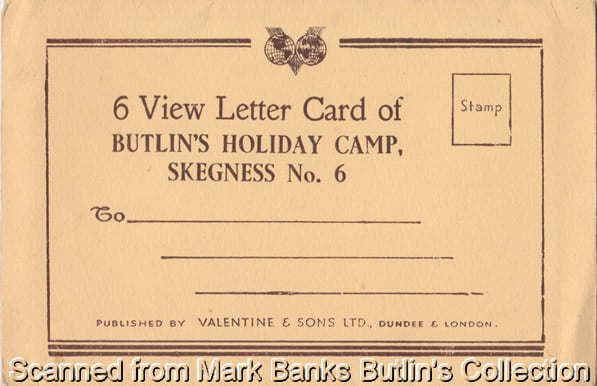 6 View Letter Card of
BUTLIN'S HOLIDAY CAMP,
SKEGNESS No. 6
Stamp
To
PUBLISHED BY VALENTINE & SONS LTD., DUNDEE & LONDON.
Scanned from Mark Banks Butlin's Collection